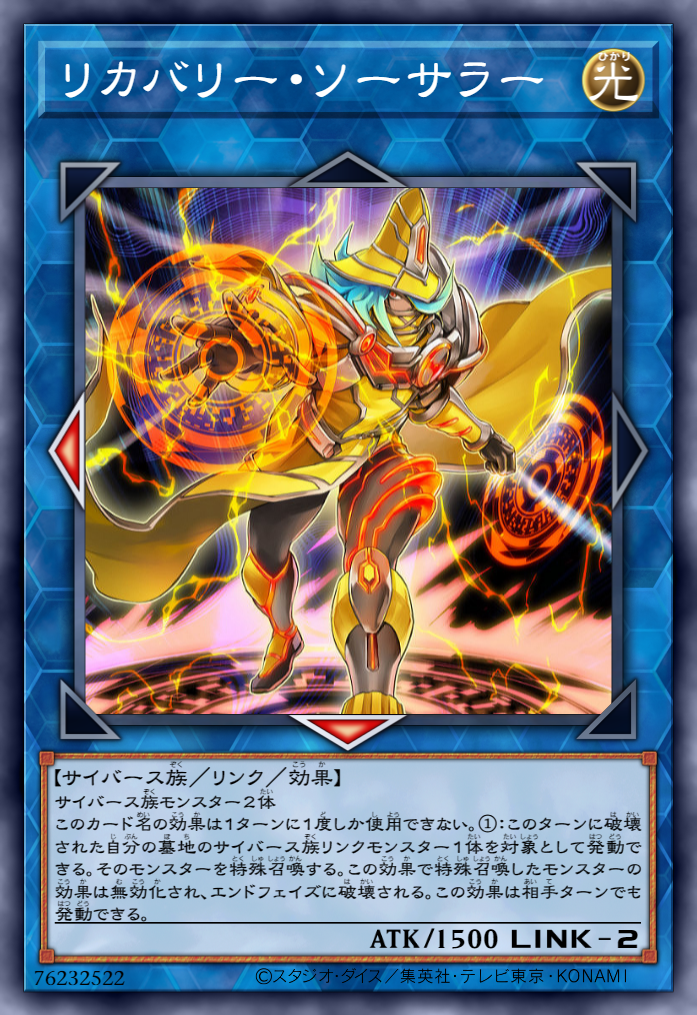 リカバリー・ソーサラー
光
【サイバース族／リンク／効果】
サイバース族モンスター２体
このカード名の効果は１ターンに１度しか使用できない。①：このターンに破壊
された自分の墓地のサイバース族リンクモンスター１体を対象として発動で
きる。そのモンスターを特殊召喚する。この効果で特殊召喚したモンスターの
効果は無効化され、エンドフェイズに破壊される。この効果は相手ターンでも
発動できる。
ATK/1500 LINK-2
76232522 ©スタジオ・ダイス／集英社・テレビ東京・KONAMI